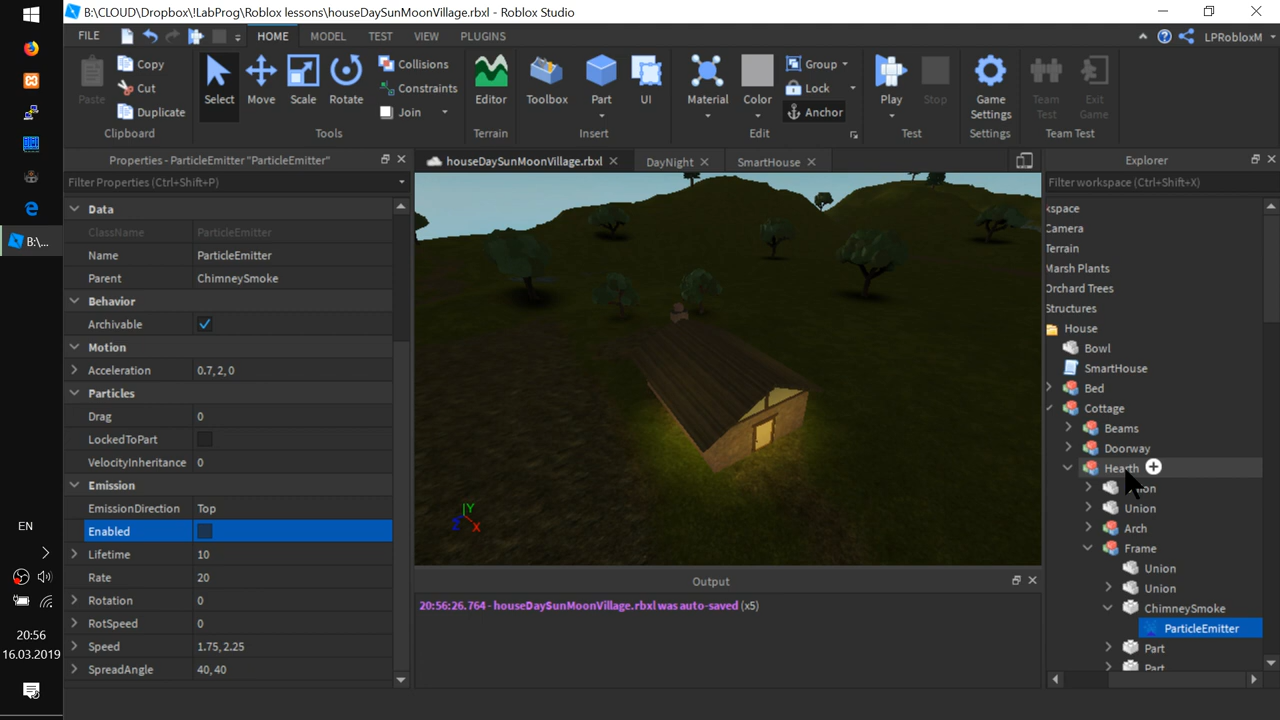 B:\CLOUD\Dropbox\!LabProg\Roblox lessons\houseDaySunMoonVillage.rbxl - Roblox Studio
FILE HOME MODEL TEST VIEW PLUGINS LPRobloxM
Paste Copy Cut Duplicate Select Move Scale Rotate Collisions Constraints Join Editor Toolbox Part UI Material Color Group Lock Anchor Play Stop Game Settings Team Test Exit Game
Clipboard Tools Terrain Insert Edit Test Settings Team Test
Properties - ParticleEmitter "ParticleEmitter"
Filter Properties (Ctrl+Shift+P)
Data
ClassName ParticleEmitter
Name ParticleEmitter
Parent ChimneySmoke
Behavior
Archivable
Motion
Acceleration 0.7, 2, 0
Particles
Drag 0
LockedToPart
VelocityInheritance 0
Emission
EmissionDirection Top
Enabled
Lifetime 10
Rate 20
Rotation 0
RotSpeed 0
Speed 1.75, 2.25
SpreadAngle 40, 40
houseDaySunMoonVillage.rbxl DayNight SmartHouse
Y
Z X
Output
20:56:26.764 - houseDaySunMoonVillage.rbxl was auto-saved (x5)
Explorer
Filter workspace (Ctrl+Shift+X)
kspace
Camera
Terrain
Marsh Plants
Orchard Trees
Structures
House
Bowl
SmartHouse
Bed
Cottage
Beams
Doorway
Hearth
Union
Arch
Frame
Union
Union
ChimneySmoke
ParticleEmitter
Part
Part
B:\...
EN
20:56
16.03.2019